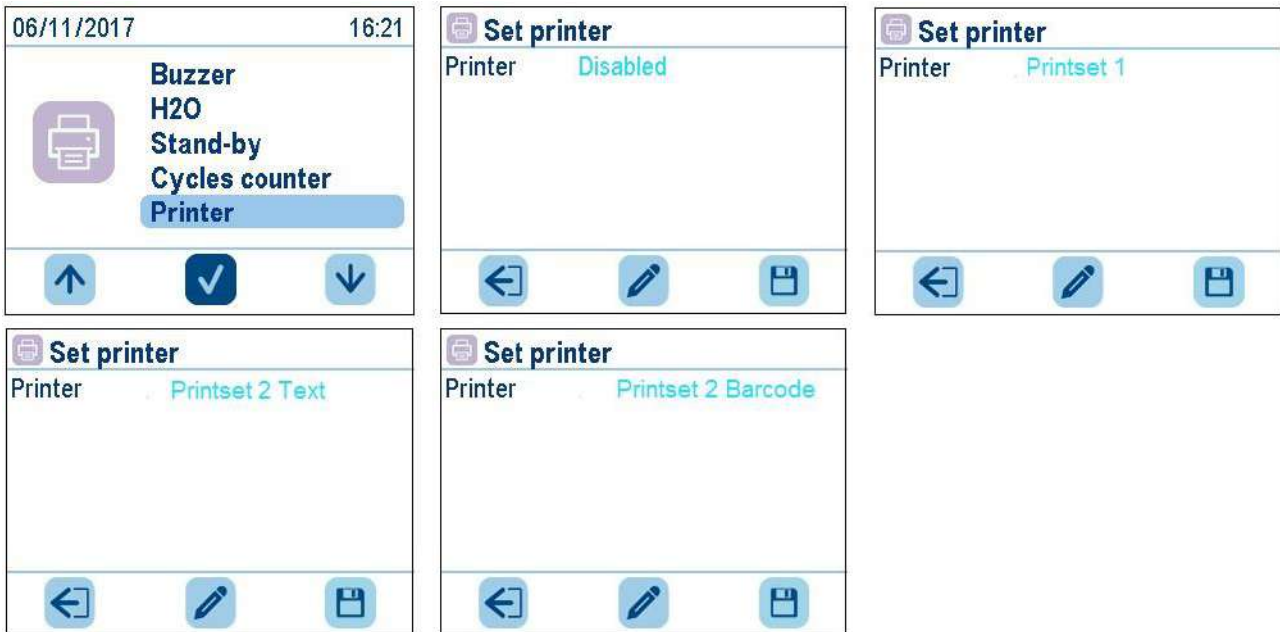 06/11/2017 16:21
Buzzer
H2O
Stand-by
Cycles counter
Printer
Set printer
Printer Disabled
Set printer
Printer Printset 1
Set printer
Printer Printset 2 Text
Set printer
Printer Printset 2 Barcode